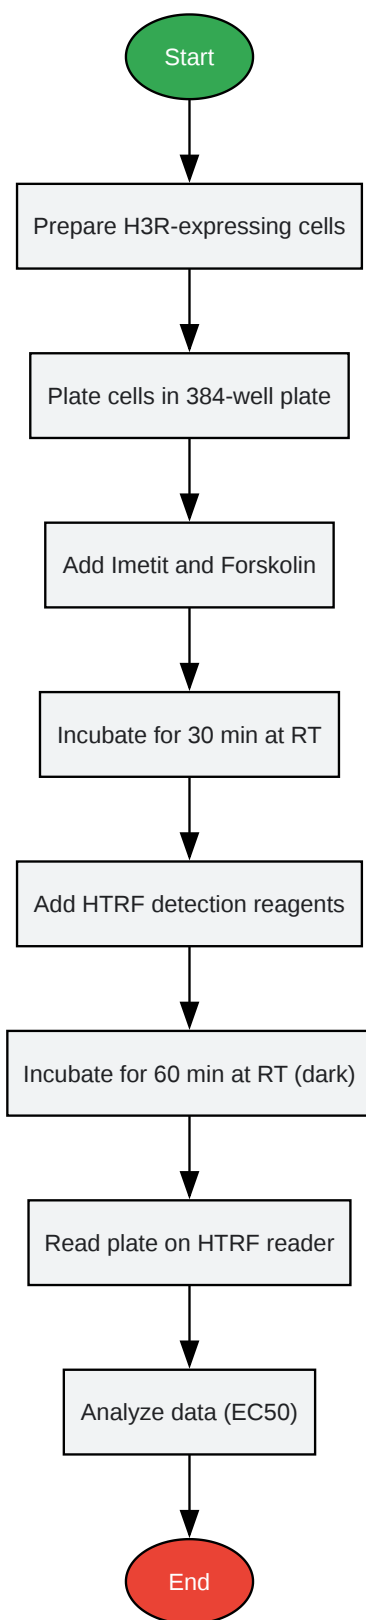 Start
Prepare H3R-expressing cells
Plate cells in 384-well plate
Add Imetit and Forskolin
Incubate for 30 min at RT
Add HTRF detection reagents
Incubate for 60 min at RT (dark)
Read plate on HTRF reader
Analyze data (EC50)
End